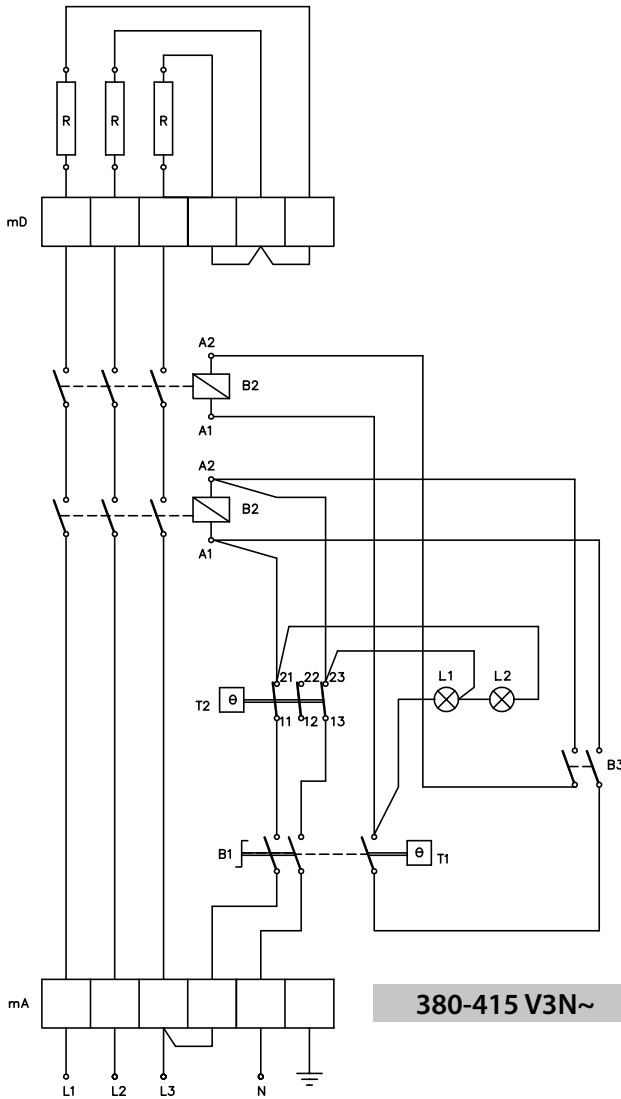 R R R
mD
A2
B2
A1
A2
B2
A1
21 22 23
L1 L2
T2 θ
11 12 13
B3
B1 θ T1
mA
380-415 V3N~
L1 L2 L3 N